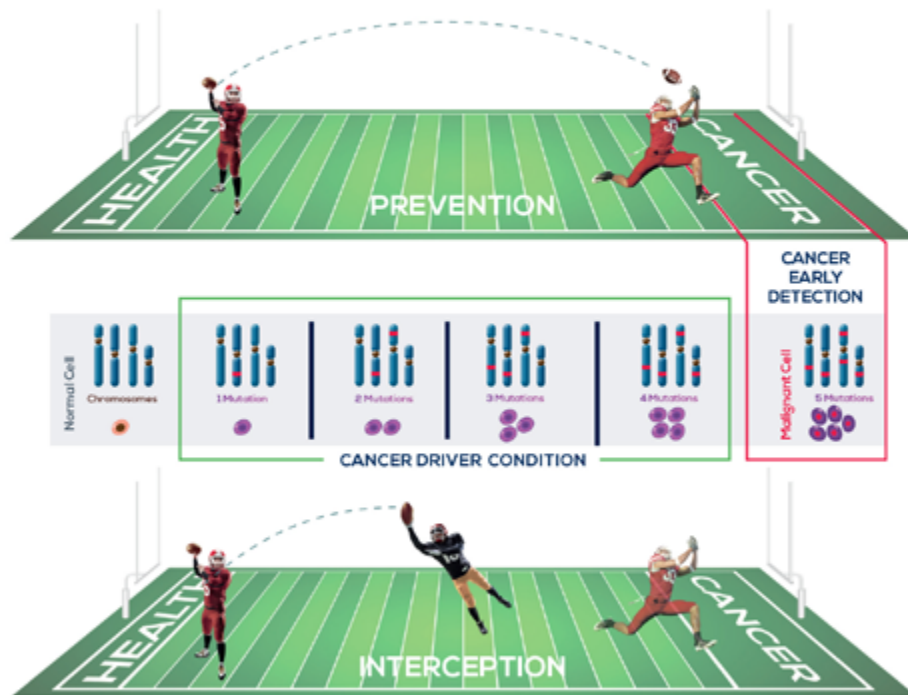 HEALTH
PREVENTION
CANCER
CANCER
EARLY
DETECTION
Normal Cell
Chromosomes
1 Mutation
2 Mutations
3 Mutations
4 Mutations
Malignant Cell
5 Mutations
CANCER DRIVER CONDITION
HEALTH
INTERCEPTION
CANCER